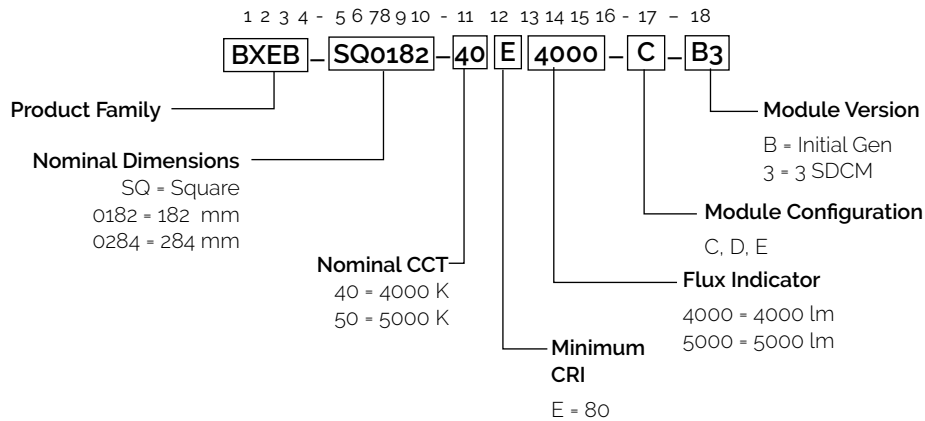 1 2 3 4 - 5 6 78 9 10 - 11 12 13 14 15 16 - 17 - 18
BXEB - SQ0182 - 40 E 4000 - C - B3
Product Family
Module Version
B = Initial Gen
3 = 3 SDCM
Nominal Dimensions
SQ = Square
0182 = 182 mm
0284 = 284 mm
Module Configuration
C, D, E
Nominal CCT
40 = 4000 K
50 = 5000 K
Flux Indicator
4000 = 4000 lm
5000 = 5000 lm
Minimum
CRI
E = 80